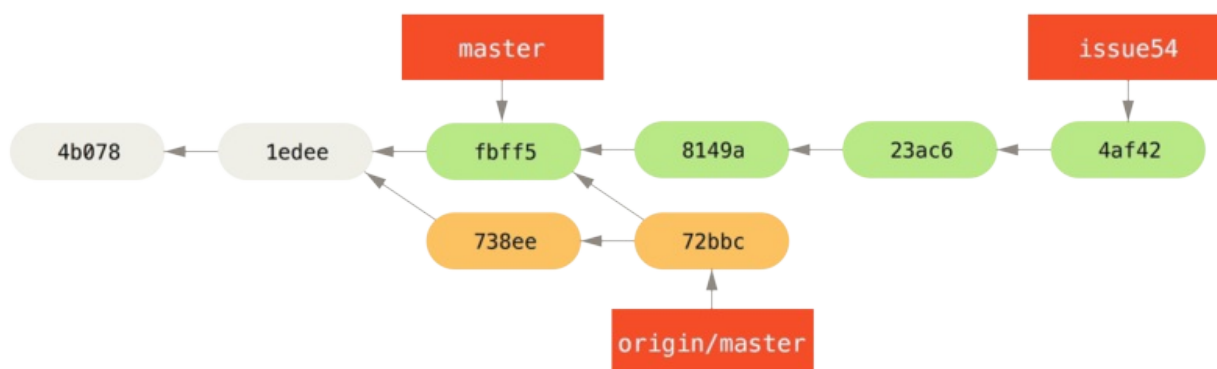 master
issue54
4b078
1edee
fbff5
8149a
23ac6
4af42
738ee
72bbc
origin/master